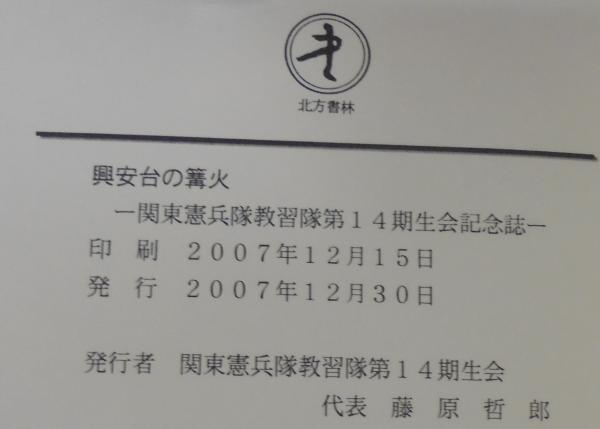 北方書林
興安台の篝火
ー関東憲兵隊教習隊第１４期生会記念誌ー
印　刷　２００７年１２月１５日
発　行　２００７年１２月３０日
発行者　関東憲兵隊教習隊第１４期生会
代表　藤　原　哲　郎